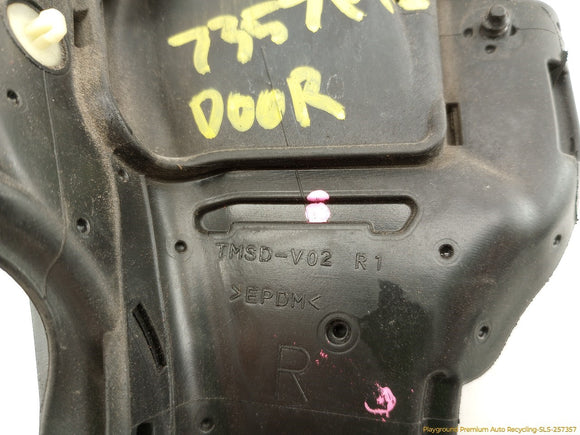 DOOR
TMSD-V02 R1
>EPDM<
R
Playground Premium Auto Recycling-SLS-257357